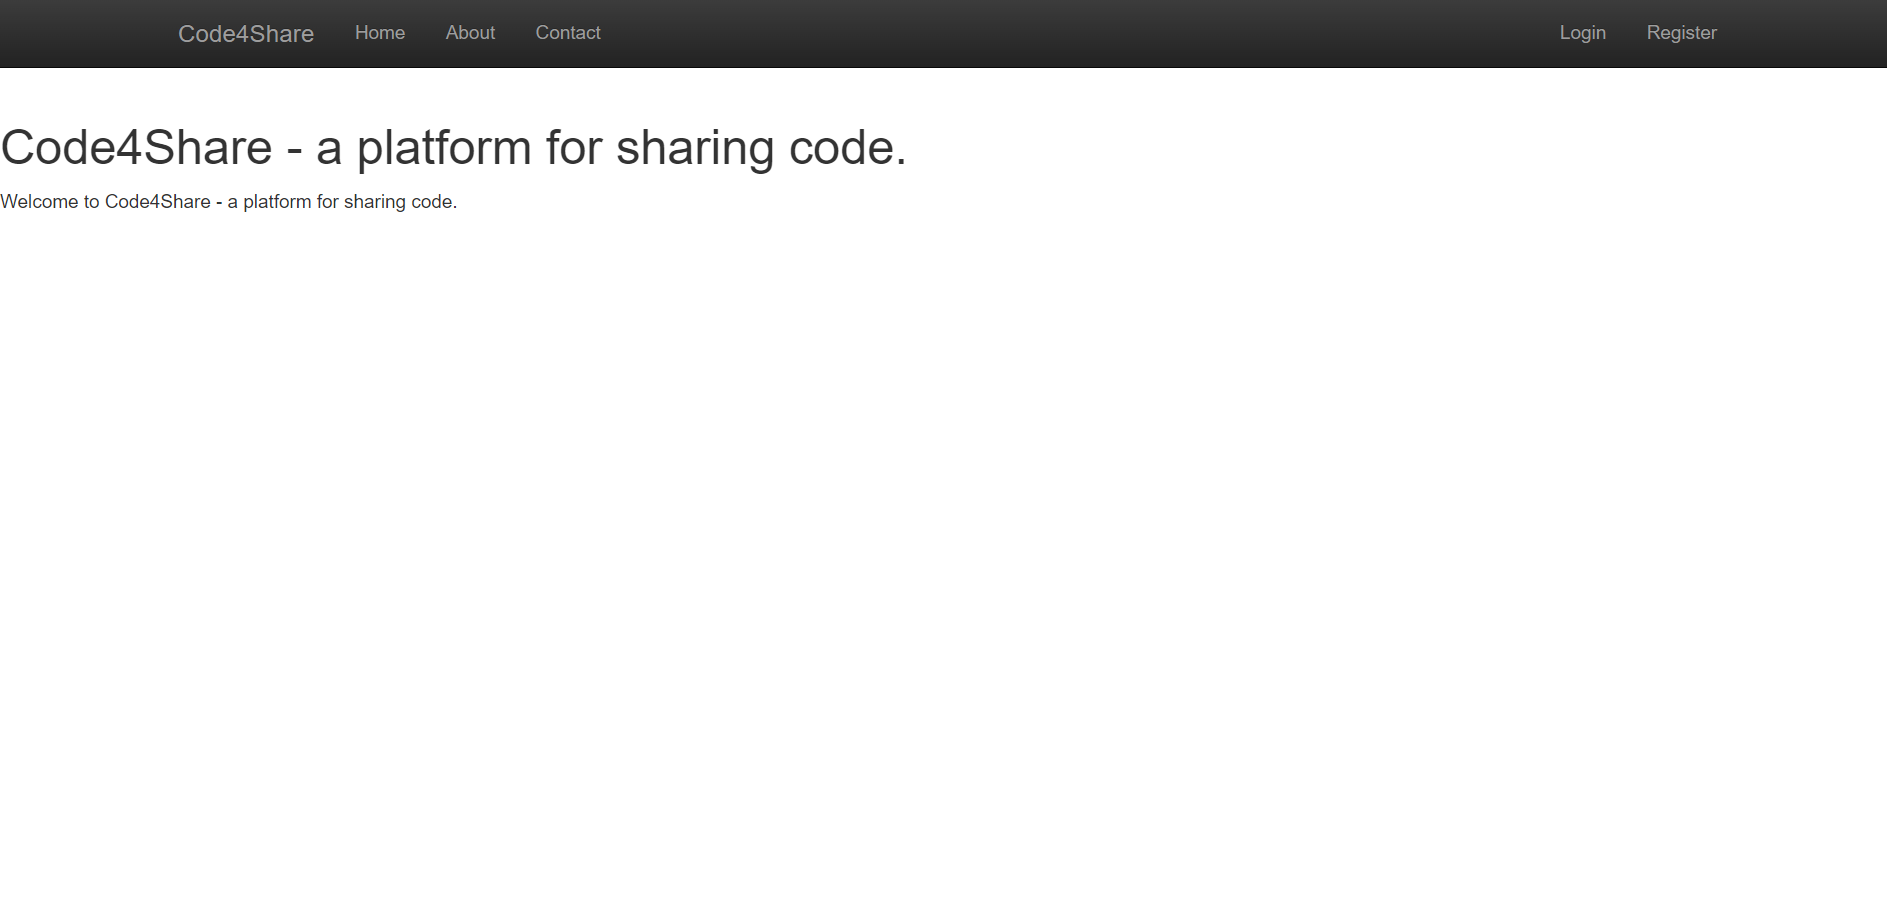 Code4Share Home About Contact Login Register
Code4Share - a platform for sharing code.
Welcome to Code4Share - a platform for sharing code.